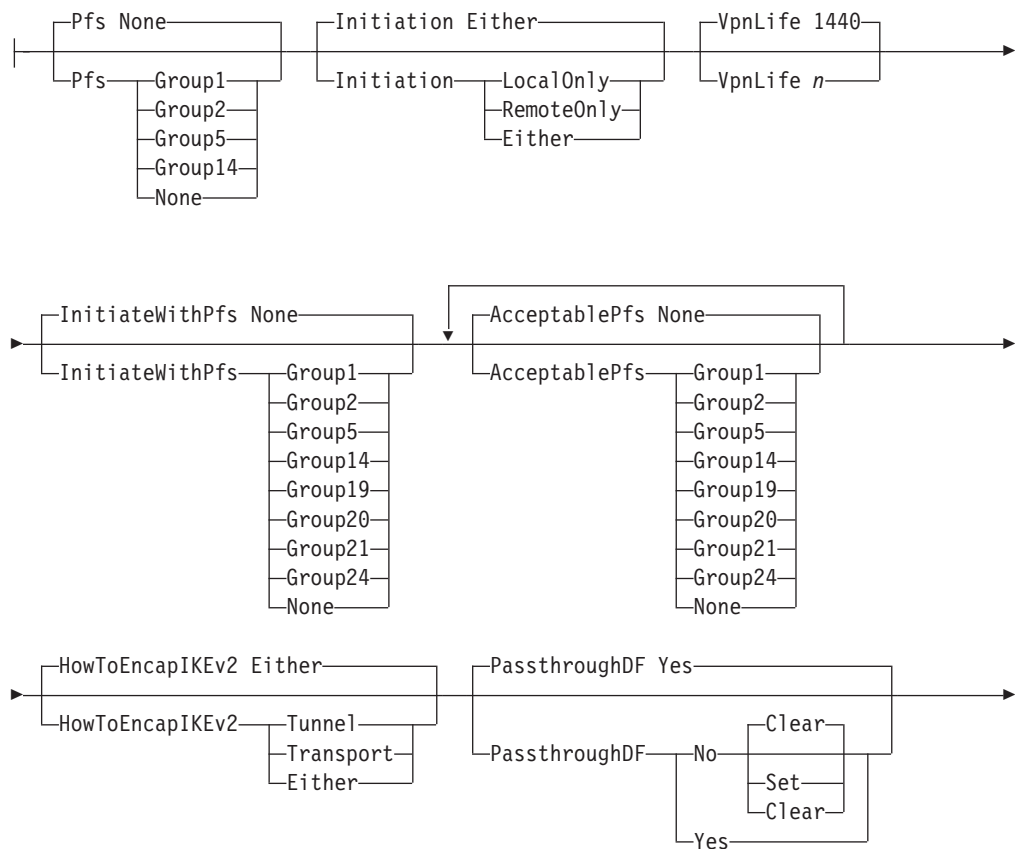 Pfs None Initiation Either VpnLife 1440
Pfs Group1 Initiation LocalOnly VpnLife n
Group2 RemoteOnly
Group5 Either
Group14
None
InitiateWithPfs None AcceptablePfs None
InitiateWithPfs Group1 AcceptablePfs Group1
Group2 Group2
Group5 Group5
Group14 Group14
Group19 Group19
Group20 Group20
Group21 Group21
Group24 Group24
None None
HowToEncapIKEv2 Either PassthroughDF Yes
HowToEncapIKEv2 Tunnel Clear
Transport PassthroughDF No
Either Set
Clear
Yes